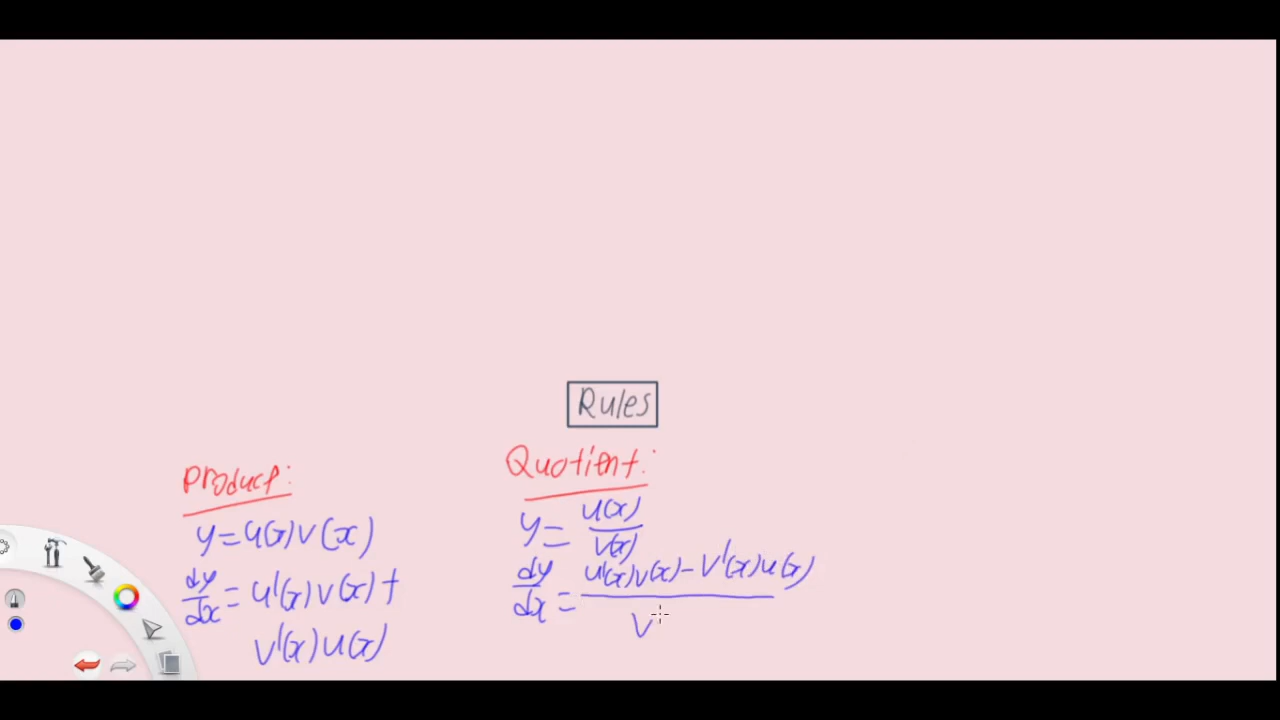 Rules
Product:
y=u(x)v(x)
dy/dx = u'(x)v(x)+
v'(x)u(x)
Quotient:
y= u(x)/v(x)
dy/dx = u'(x)v(x)-v'(x)u(x)
v